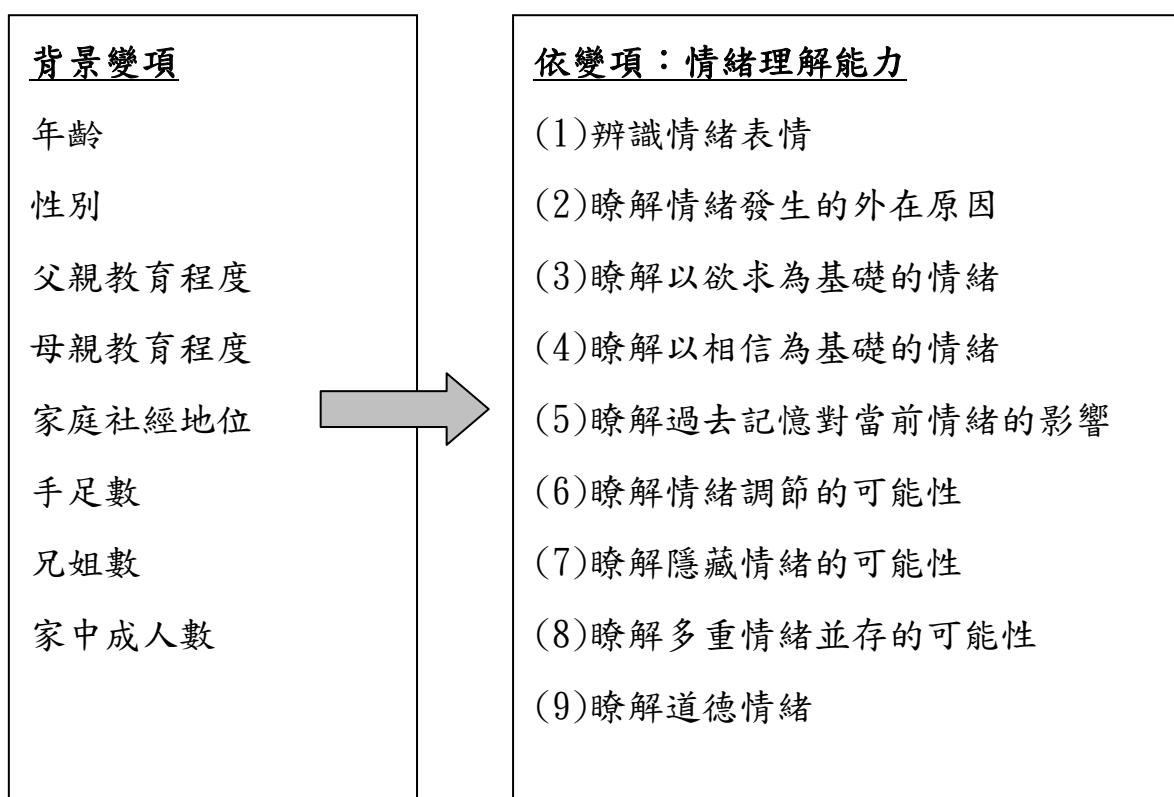 背景變項
年齡
性別
父親教育程度
母親教育程度
家庭社經地位
手足數
兄姐數
家中成人數
依變項：情緒理解能力
(1)辨識情緒表情
(2)瞭解情緒發生的外在原因
(3)瞭解以欲求為基礎的情緒
(4)瞭解以相信為基礎的情緒
(5)瞭解過去記憶對當前情緒的影響
(6)瞭解情緒調節的可能性
(7)瞭解隱藏情緒的可能性
(8)瞭解多重情緒並存的可能性
(9)瞭解道德情緒